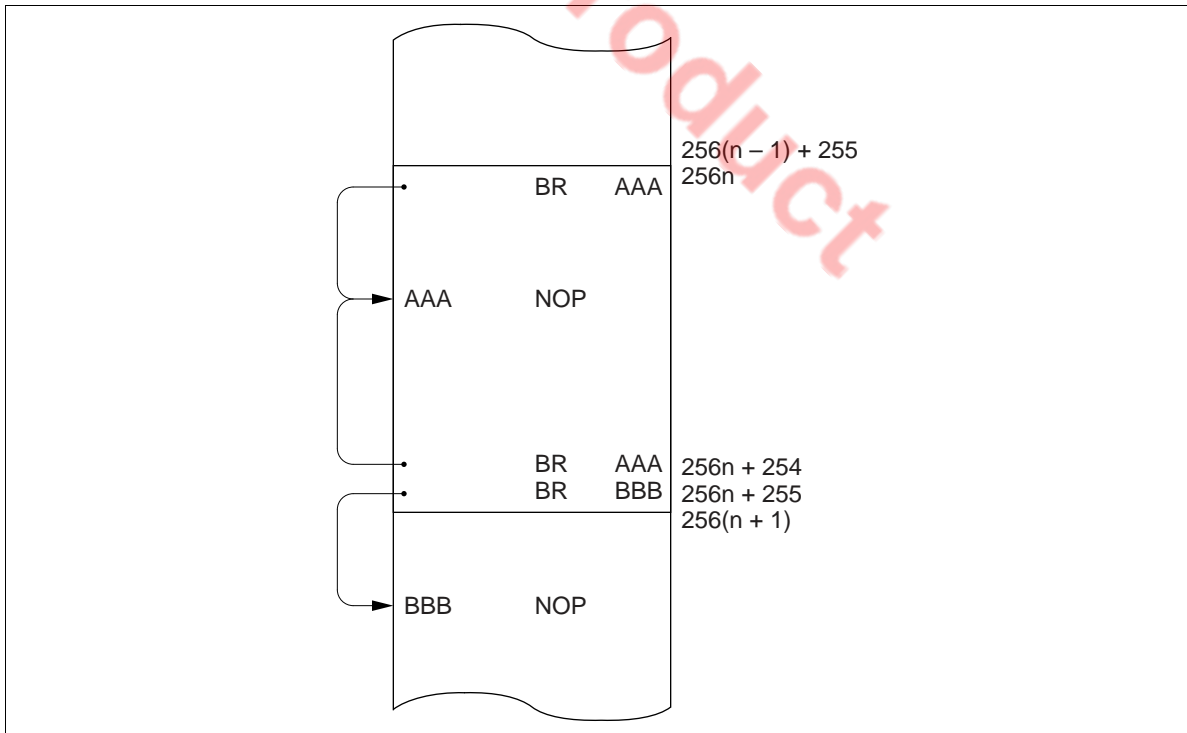 roduct
256(n – 1) + 255
256n
BR AAA
AAA NOP
BR AAA 256n + 254
BR BBB 256n + 255
256(n + 1)
BBB NOP